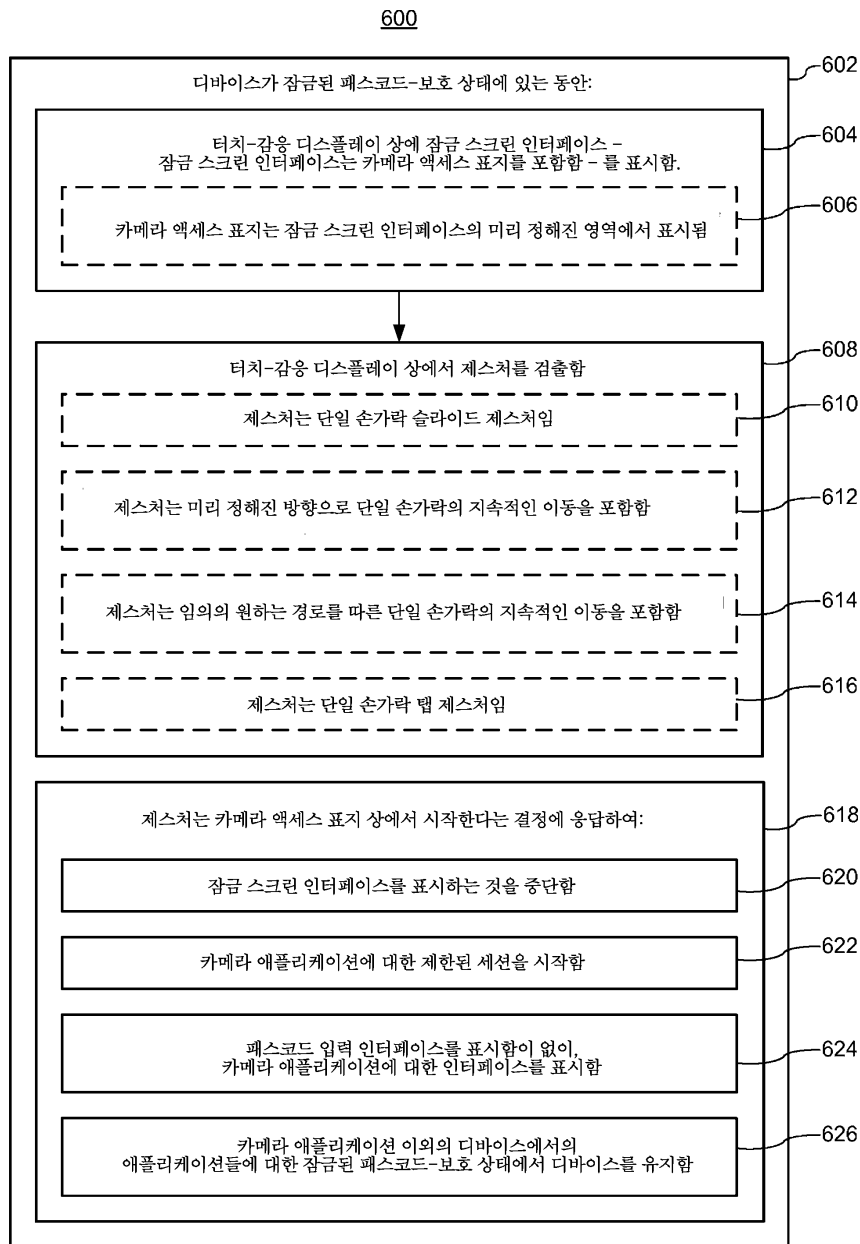 600
602
디바이스가 잠금된 패스코드-보호 상태에 있는 동안:
604
터치-감응 디스플레이 상에 잠금 스크린 인터페이스 -
잠금 스크린 인터페이스는 카메라 액세스 표지를 포함함 - 를 표시함.
606
카메라 액세스 표지는 잠금 스크린 인터페이스의 미리 정해진 영역에서 표시됨
608
터치-감응 디스플레이 상에서 제스처를 검출함
610
제스처는 단일 손가락 슬라이드 제스처임
612
제스처는 미리 정해진 방향으로 단일 손가락의 지속적인 이동을 포함함
614
제스처는 임의의 원하는 경로를 따른 단일 손가락의 지속적인 이동을 포함함
616
제스처는 단일 손가락 탭 제스처임
618
제스처는 카메라 액세스 표지 상에서 시작한다는 결정에 응답하여:
620
잠금 스크린 인터페이스를 표시하는 것을 중단함
622
카메라 애플리케이션에 대한 제한된 세션을 시작함
624
패스코드 입력 인터페이스를 표시함이 없이,
카메라 애플리케이션에 대한 인터페이스를 표시함
626
카메라 애플리케이션 이외의 디바이스에서의
애플리케이션들에 대한 잠금된 패스코드-보호 상태에서 디바이스를 유지함